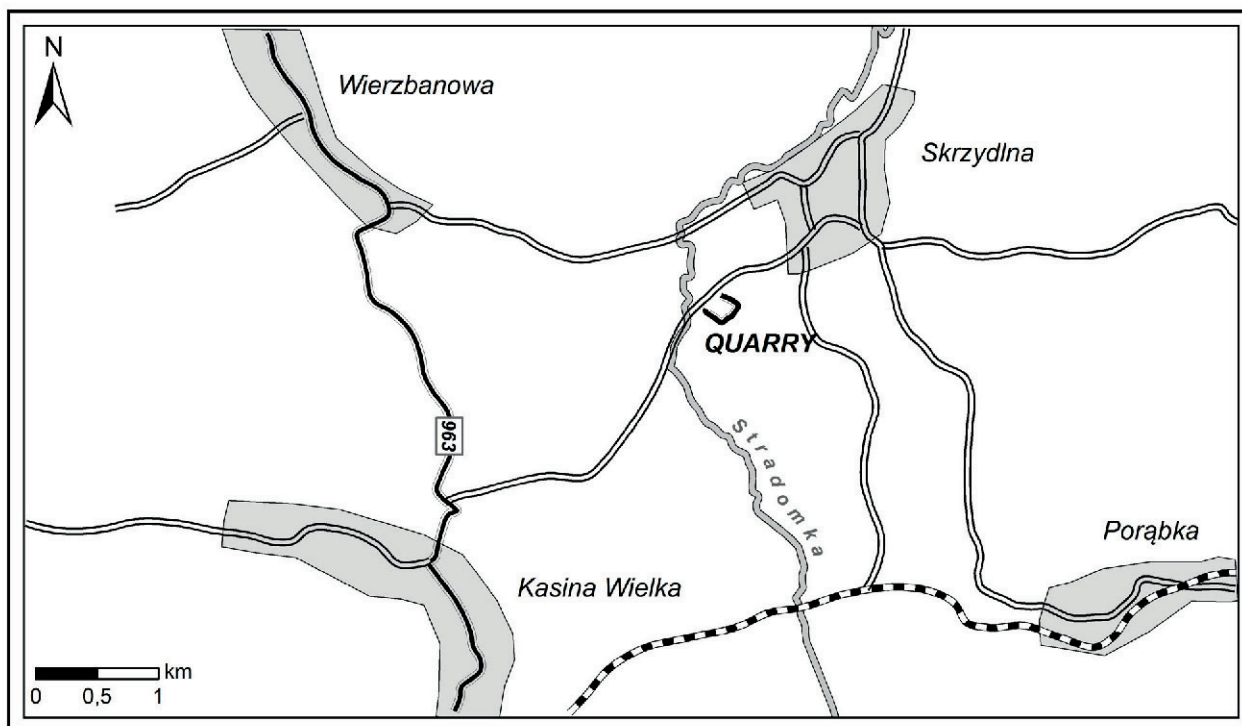 N
Wierzbanowa
Skrzydlna
QUARRY
963
Stradomka
Porąbka
Kasina Wielka
km
0 0,5 1